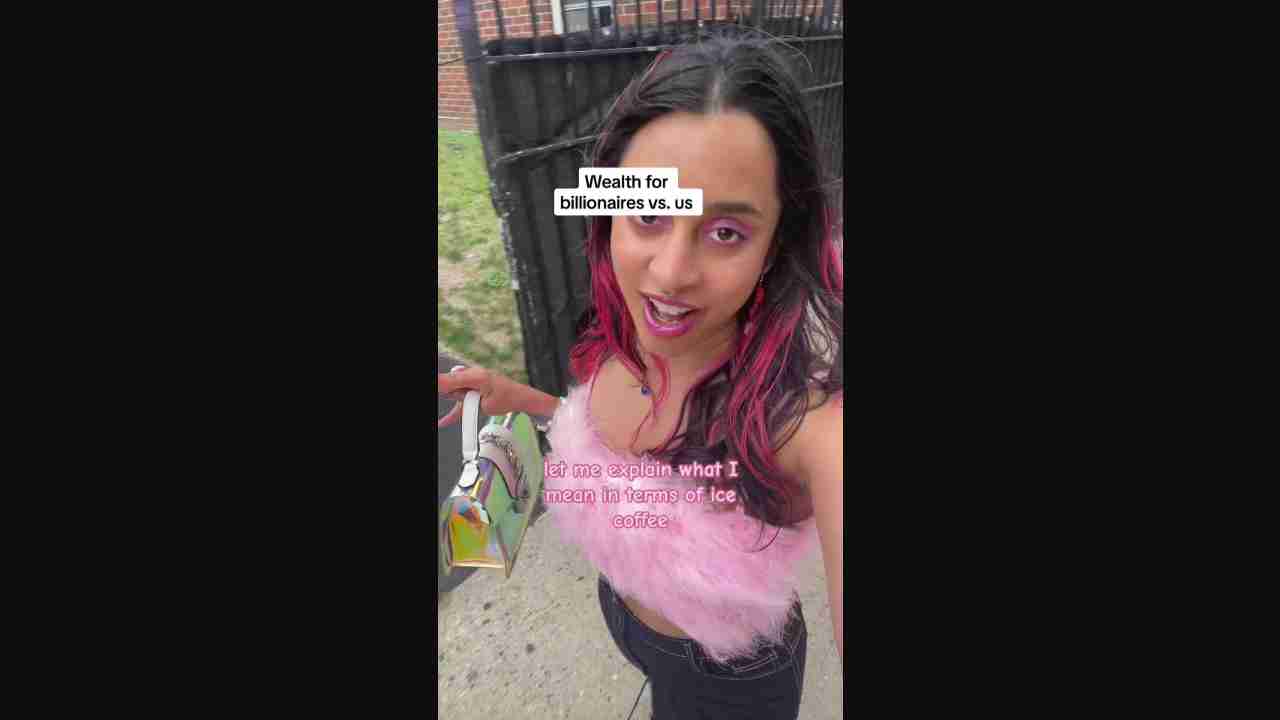 Wealth for
billionaires vs. us
let me explain what I
mean in terms of Ice
coffee